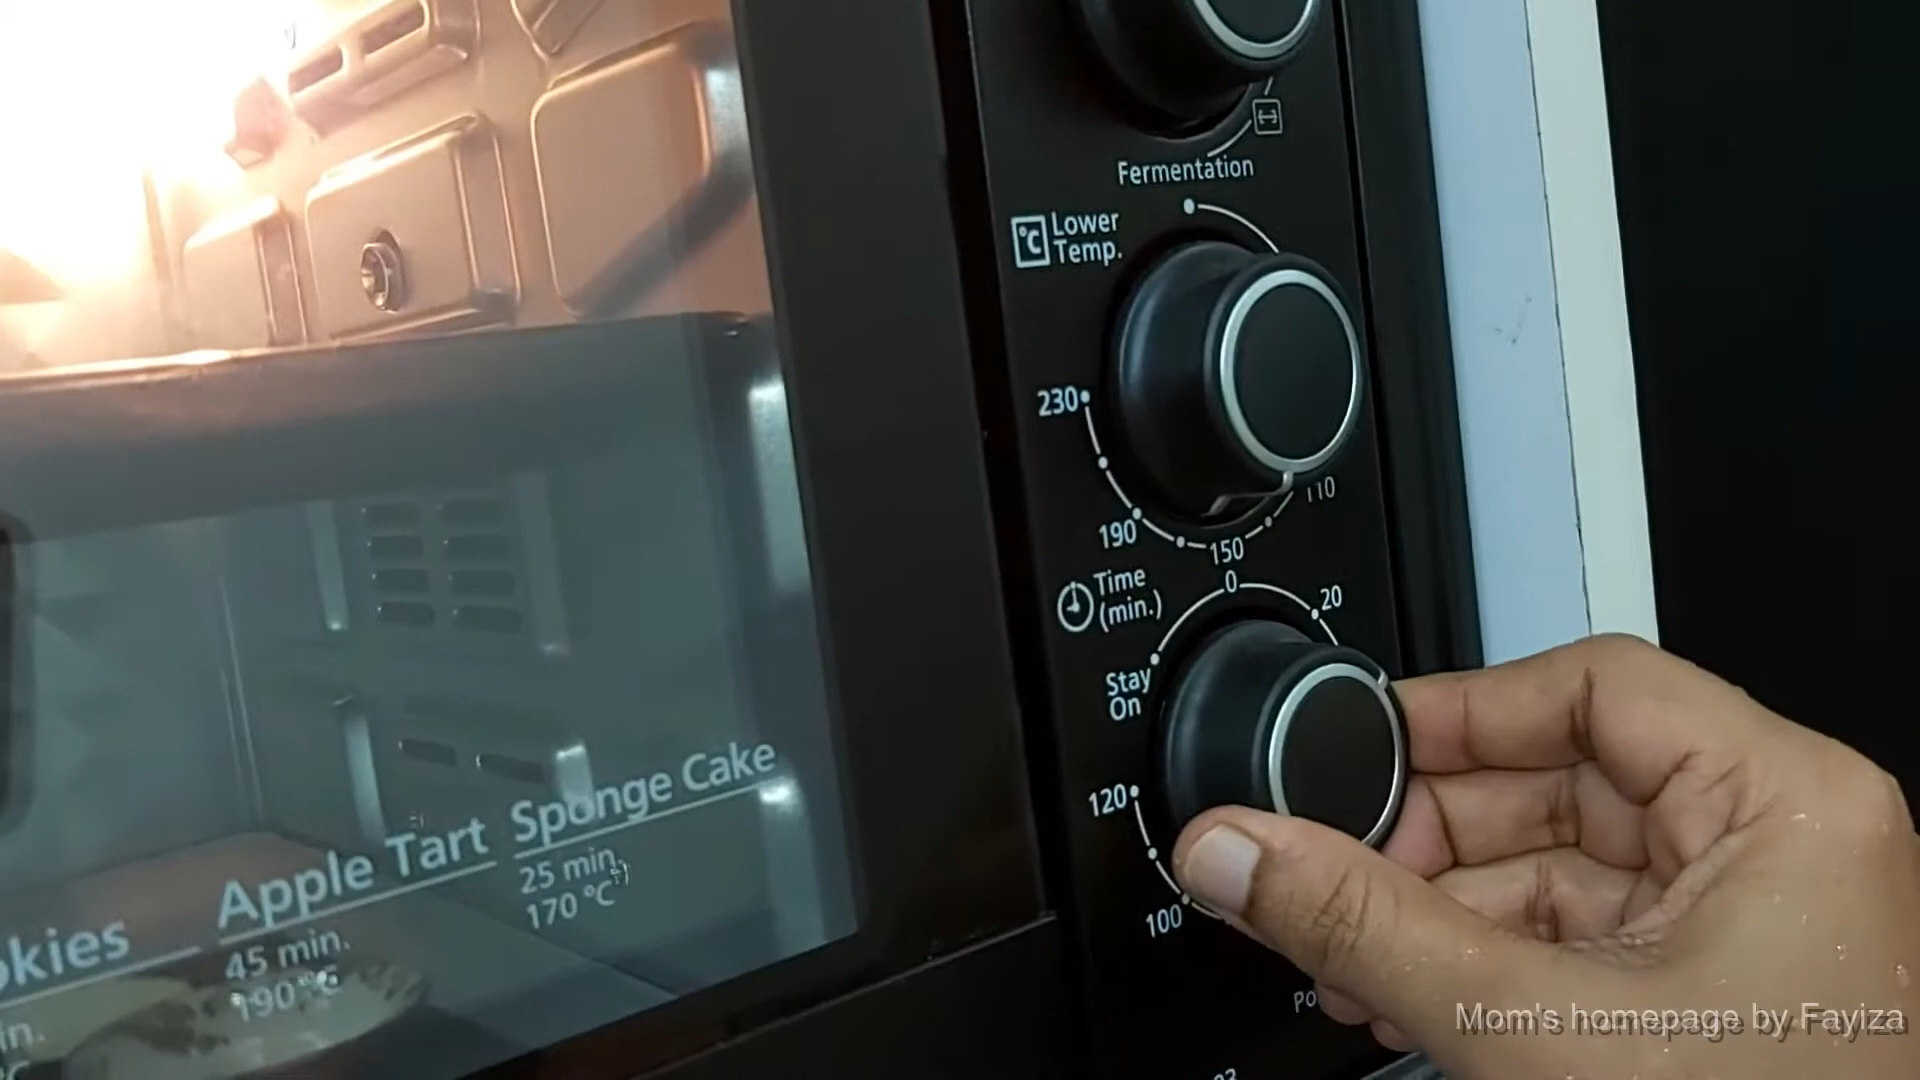 Fermentation
°C Lower
Temp.
230
110
190
150
Time
(min.)
0
20
Stay
On
120
100
Sponge Cake
25 min.
170 °C
Apple Tart
45 min.
190 °C
Mom's homepage by Fayiza